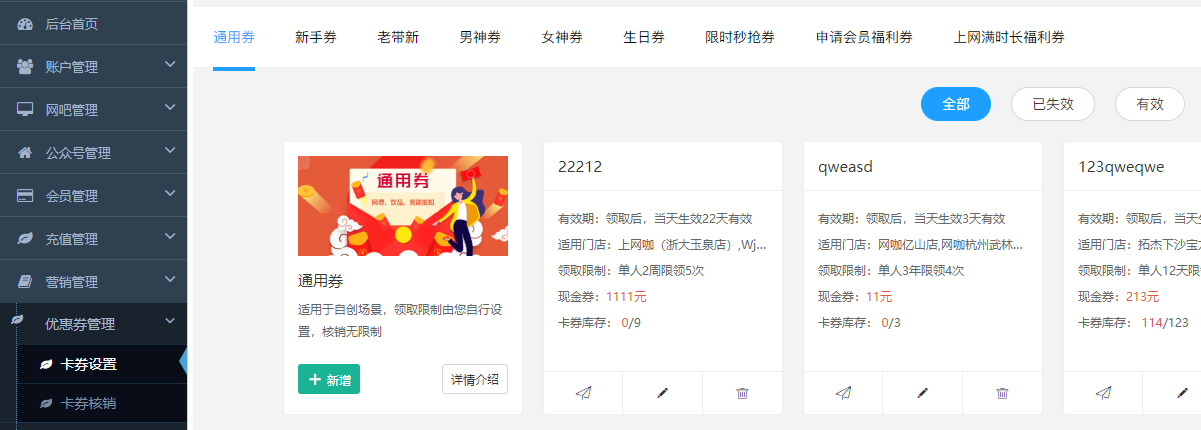 后台首页
账户管理
网吧管理
公众号管理
会员管理
充值管理
营销管理
优惠券管理
卡券设置
卡券核销
通用券 新手券 老带新 男神券 女神券 生日券 限时秒抢券 申请会员福利券 上网满时长福利券
全部 已失效 有效
通用券
网费、饮品、充送抵扣
通用券
适用于自创场景，领取限制由您自行设
置，核销无限制
新增 详情介绍
22212
有效期：领取后，当天生效22天有效
适用门店：上网咖（浙大玉泉店）,Wj...
领取限制：单人2周限领5次
现金券：1111元
卡券库存： 0/9
qweasd
有效期：领取后，当天生效3天有效
适用门店：网咖亿山店,网咖杭州武林...
领取限制：单人3年限领4次
现金券：11元
卡券库存： 0/3
123qweqwe
有效期：领取后，当天生
适用门店：拓杰下沙宝
领取限制：单人12天限
现金券：213元
卡券库存： 114/123